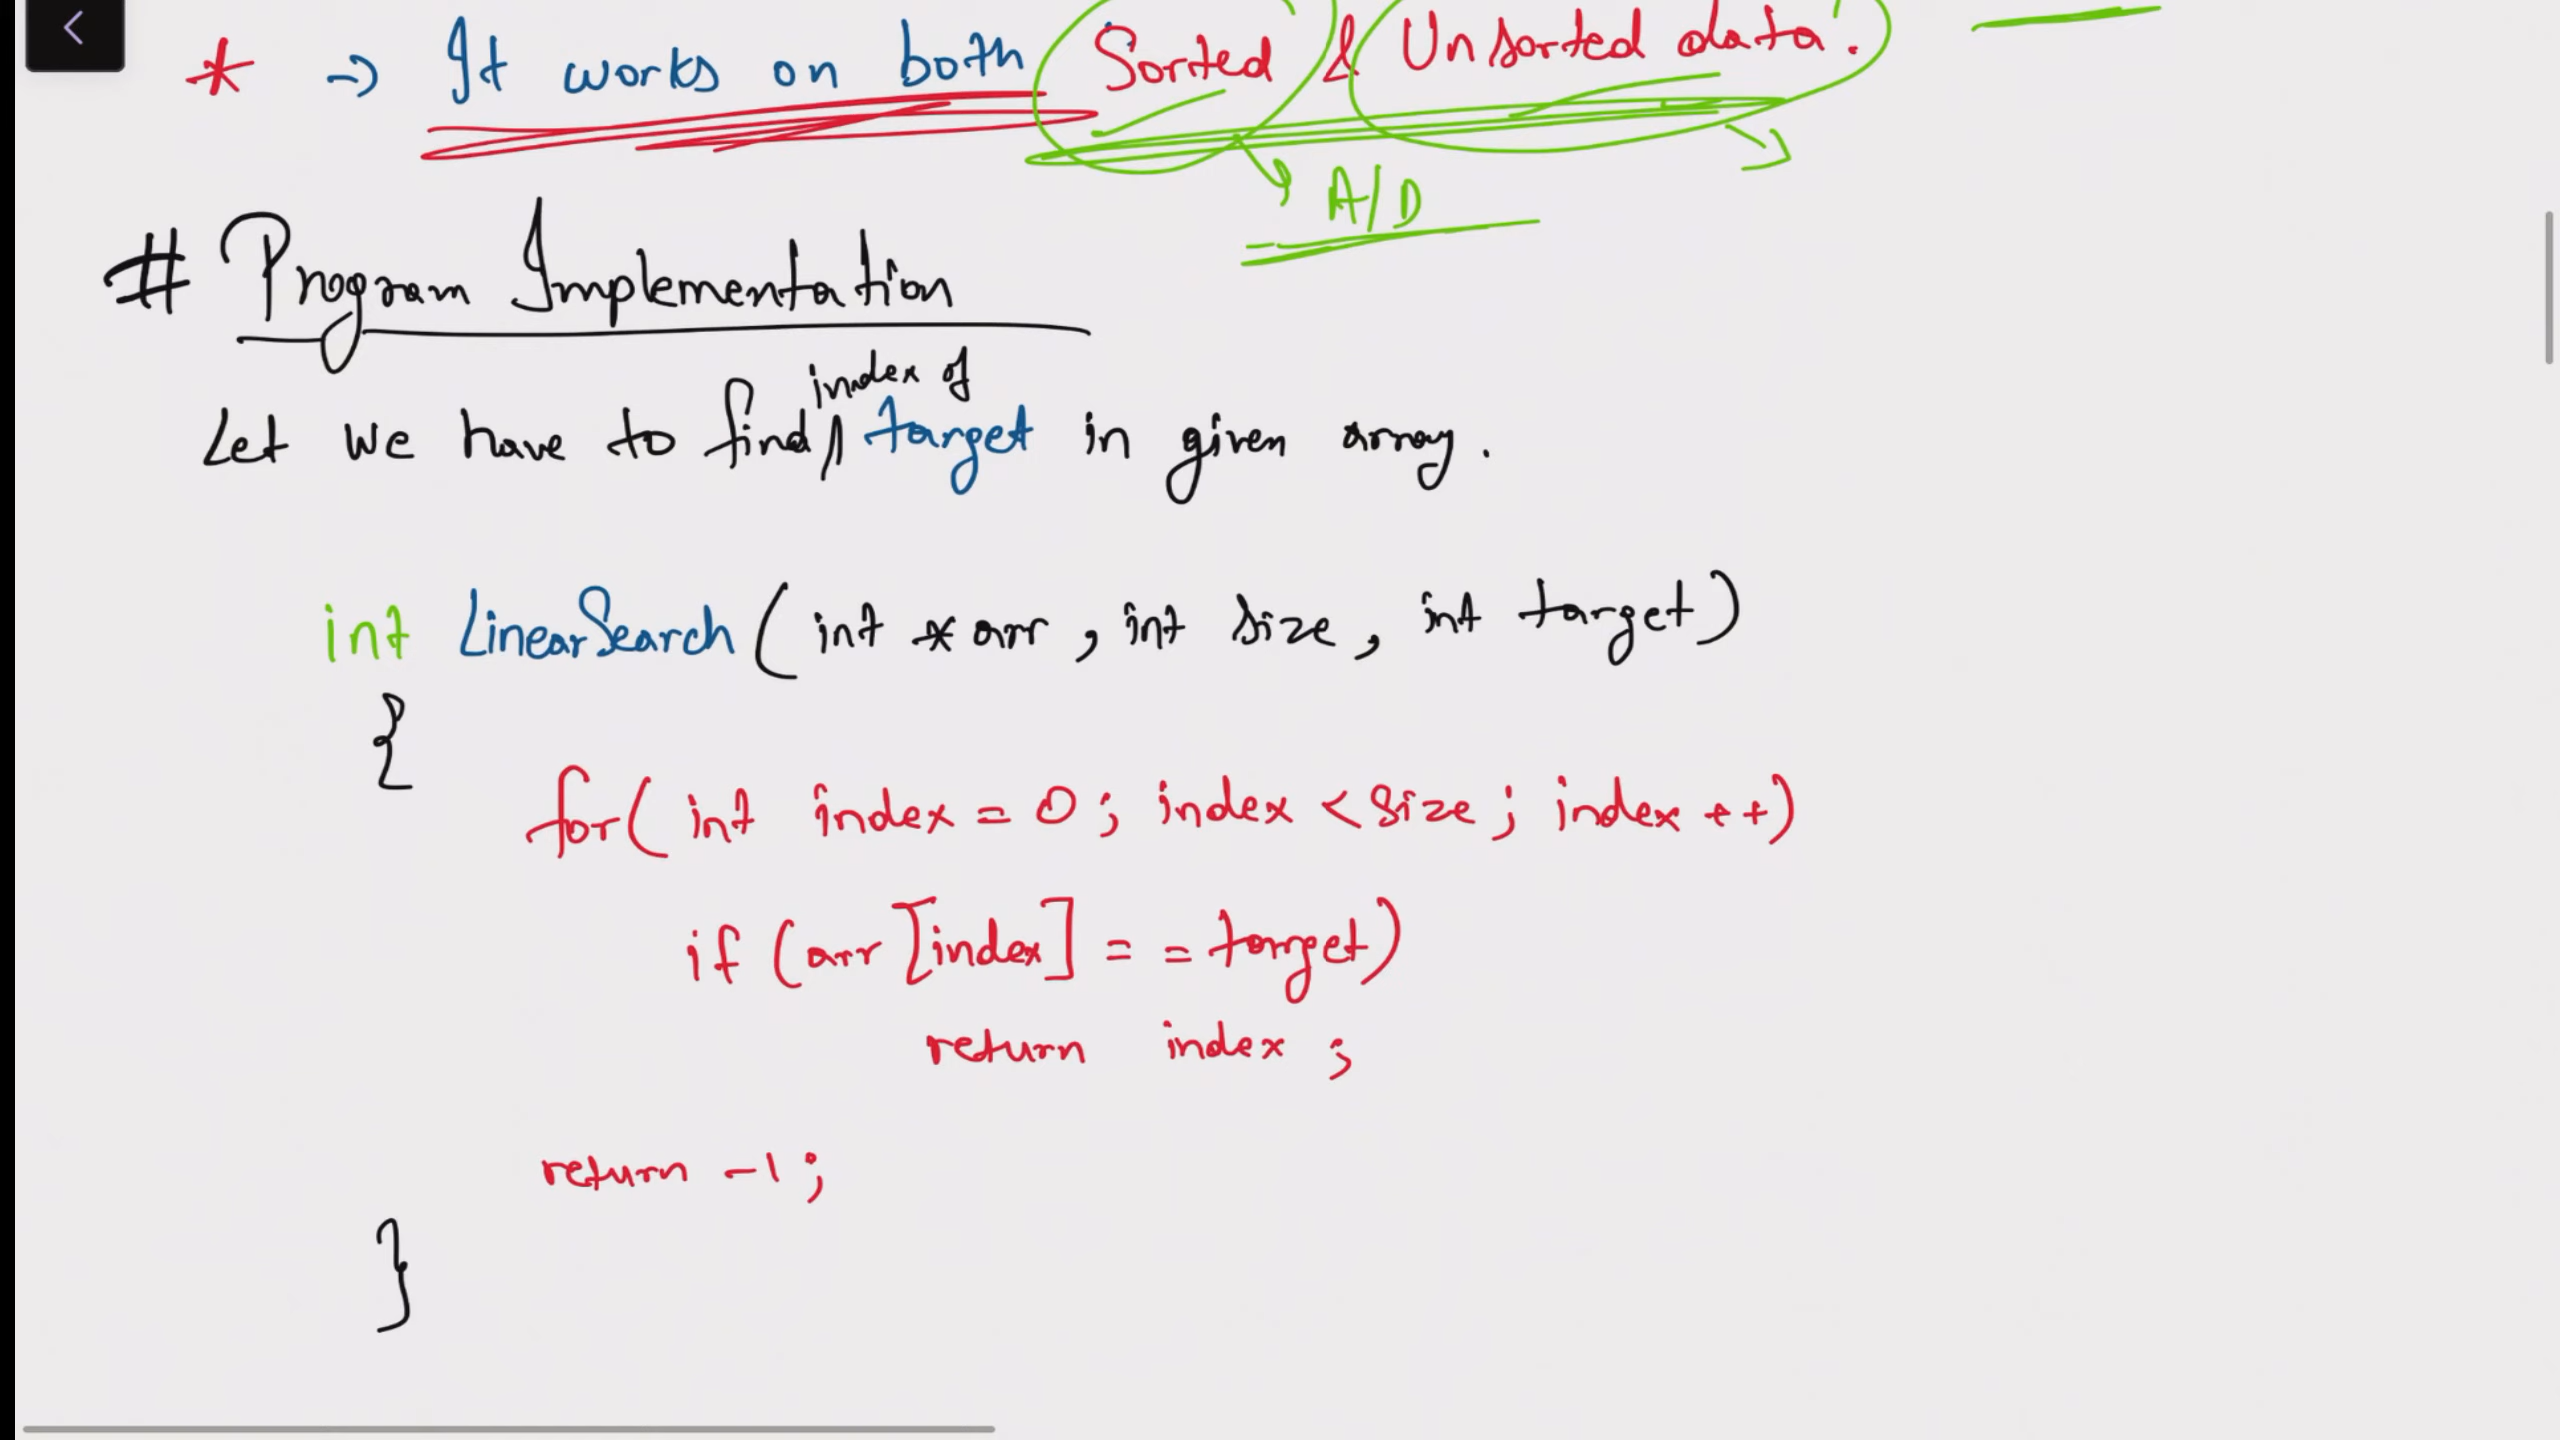 * → It works on both Sorted & Unsorted data.
A/D
# Program Implementation
index of
Let we have to find target in given array.
int LinearSearch (int *arr, int size, int target)
{
for( int index = 0; index < size; index ++)
if (arr [index] = = target)
return index ;
return -1 ;
}